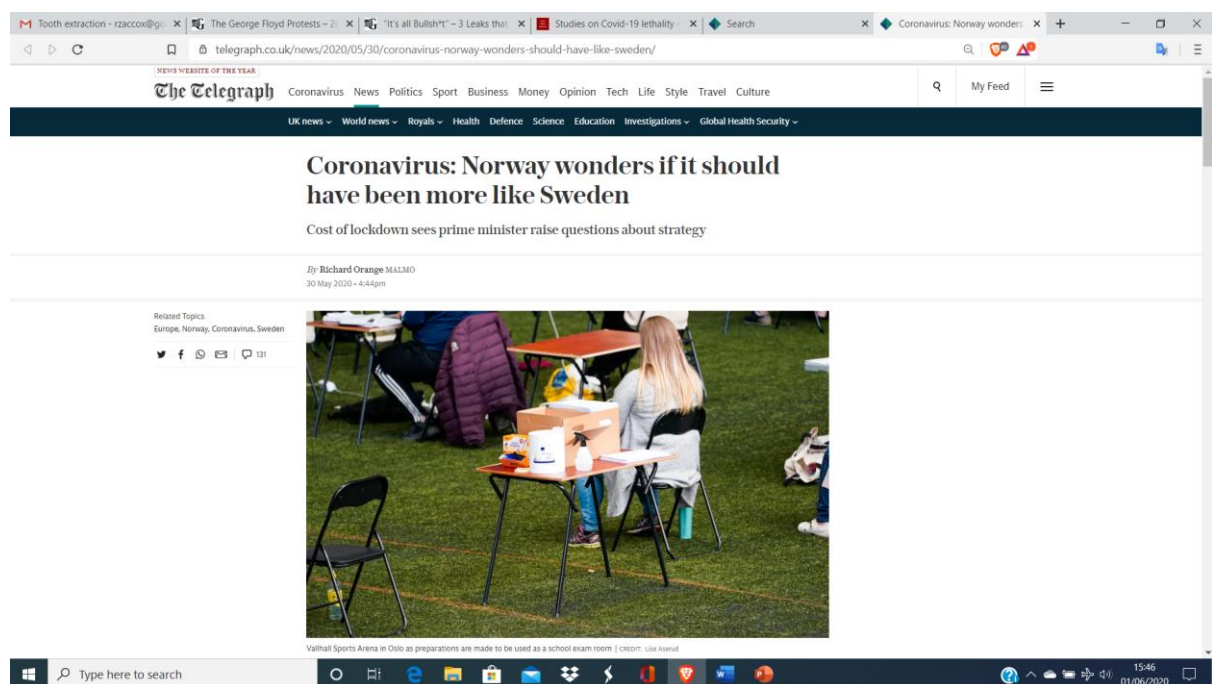 Tooth extraction - rzaccox@go
The George Floyd Protests – 20
"It's all Bullsh*t" – 3 Leaks that
Studies on Covid-19 lethality –
Search
Coronavirus: Norway wonders
telegraph.co.uk/news/2020/05/30/coronavirus-norway-wonders-should-have-like-sweden/
NEWS WEBSITE OF THE YEAR
The Telegraph
Coronavirus News Politics Sport Business Money Opinion Tech Life Style Travel Culture
My Feed
UK news World news Royals Health Defence Science Education Investigations Global Health Security
Coronavirus: Norway wonders if it should
have been more like Sweden
Cost of lockdown sees prime minister raise questions about strategy
By Richard Orange MALMO
30 May 2020 • 4:44pm
Related Topics
Europe, Norway, Coronavirus, Sweden
131
Vallhall Sports Arena in Oslo as preparations are made to be used as a school exam room | CREDIT: Lise Aserud
Type here to search
15:46
01/06/2020